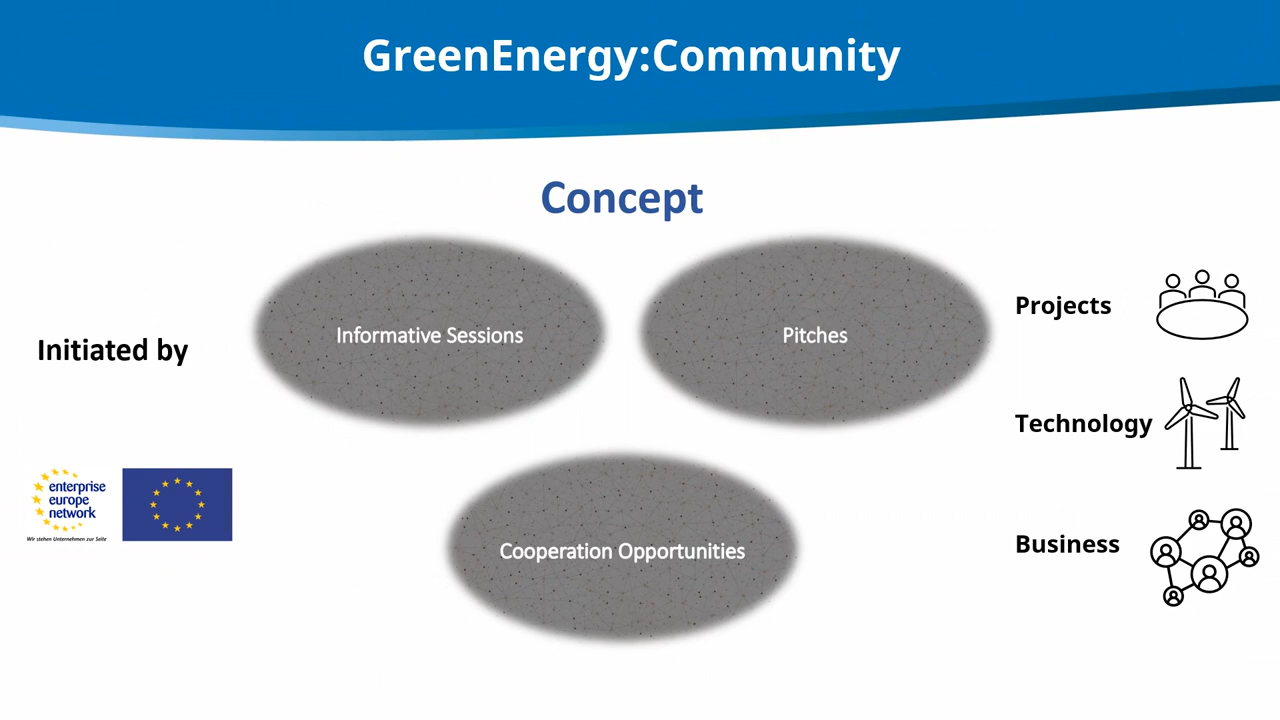 GreenEnergy:Community
Concept
Initiated by
enterprise
europe
network
Wir stehen Unternehmen zur Seite
Informative Sessions
Pitches
Cooperation Opportunities
Projects
Technology
Business